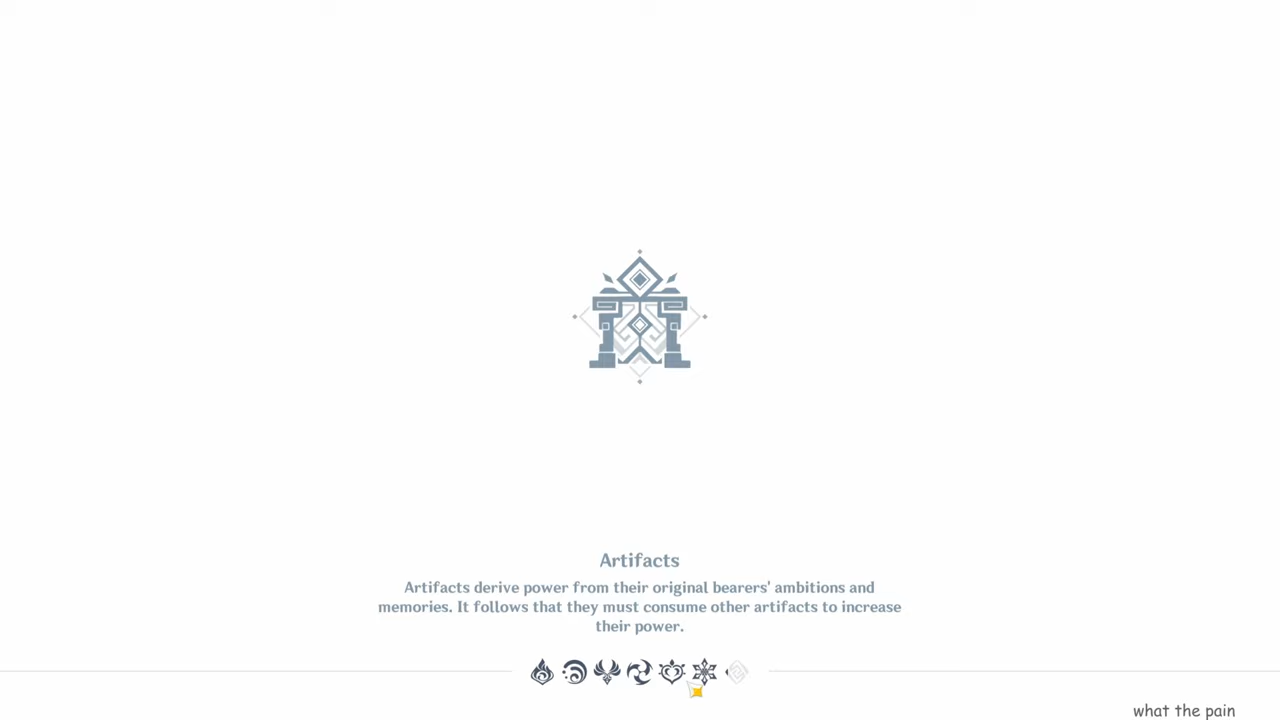 Artifacts
Artifacts derive power from their original bearers' ambitions and
memories. It follows that they must consume other artifacts to increase
their power.
what the pain